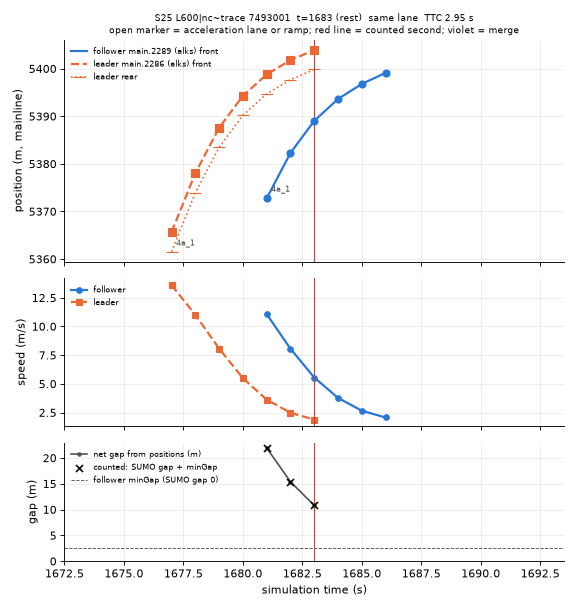 S25 L600|nc~trace 7493001  t=1683 (rest)  same lane  TTC 2.95 s
open marker = acceleration lane or ramp; red line = counted second; violet = merge
follower main.2289 (alks) front
leader main.2286 (alks) front
leader rear
position (m, mainline)
5400
5390
5380
5370
5360
4a_1
4a_1
follower
leader
speed (m/s)
12.5
10.0
7.5
5.0
2.5
net gap from positions (m)
counted: SUMO gap + minGap
follower minGap (SUMO gap 0)
gap (m)
20
15
10
5
0
1672.5 1675.0 1677.5 1680.0 1682.5 1685.0 1687.5 1690.0 1692.5
simulation time (s)